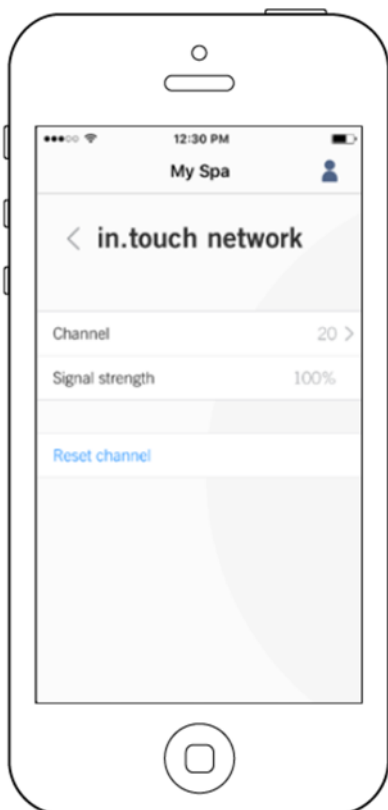 12:30 PM
My Spa
in.touch network
Channel 20
Signal strength 100%
Reset channel